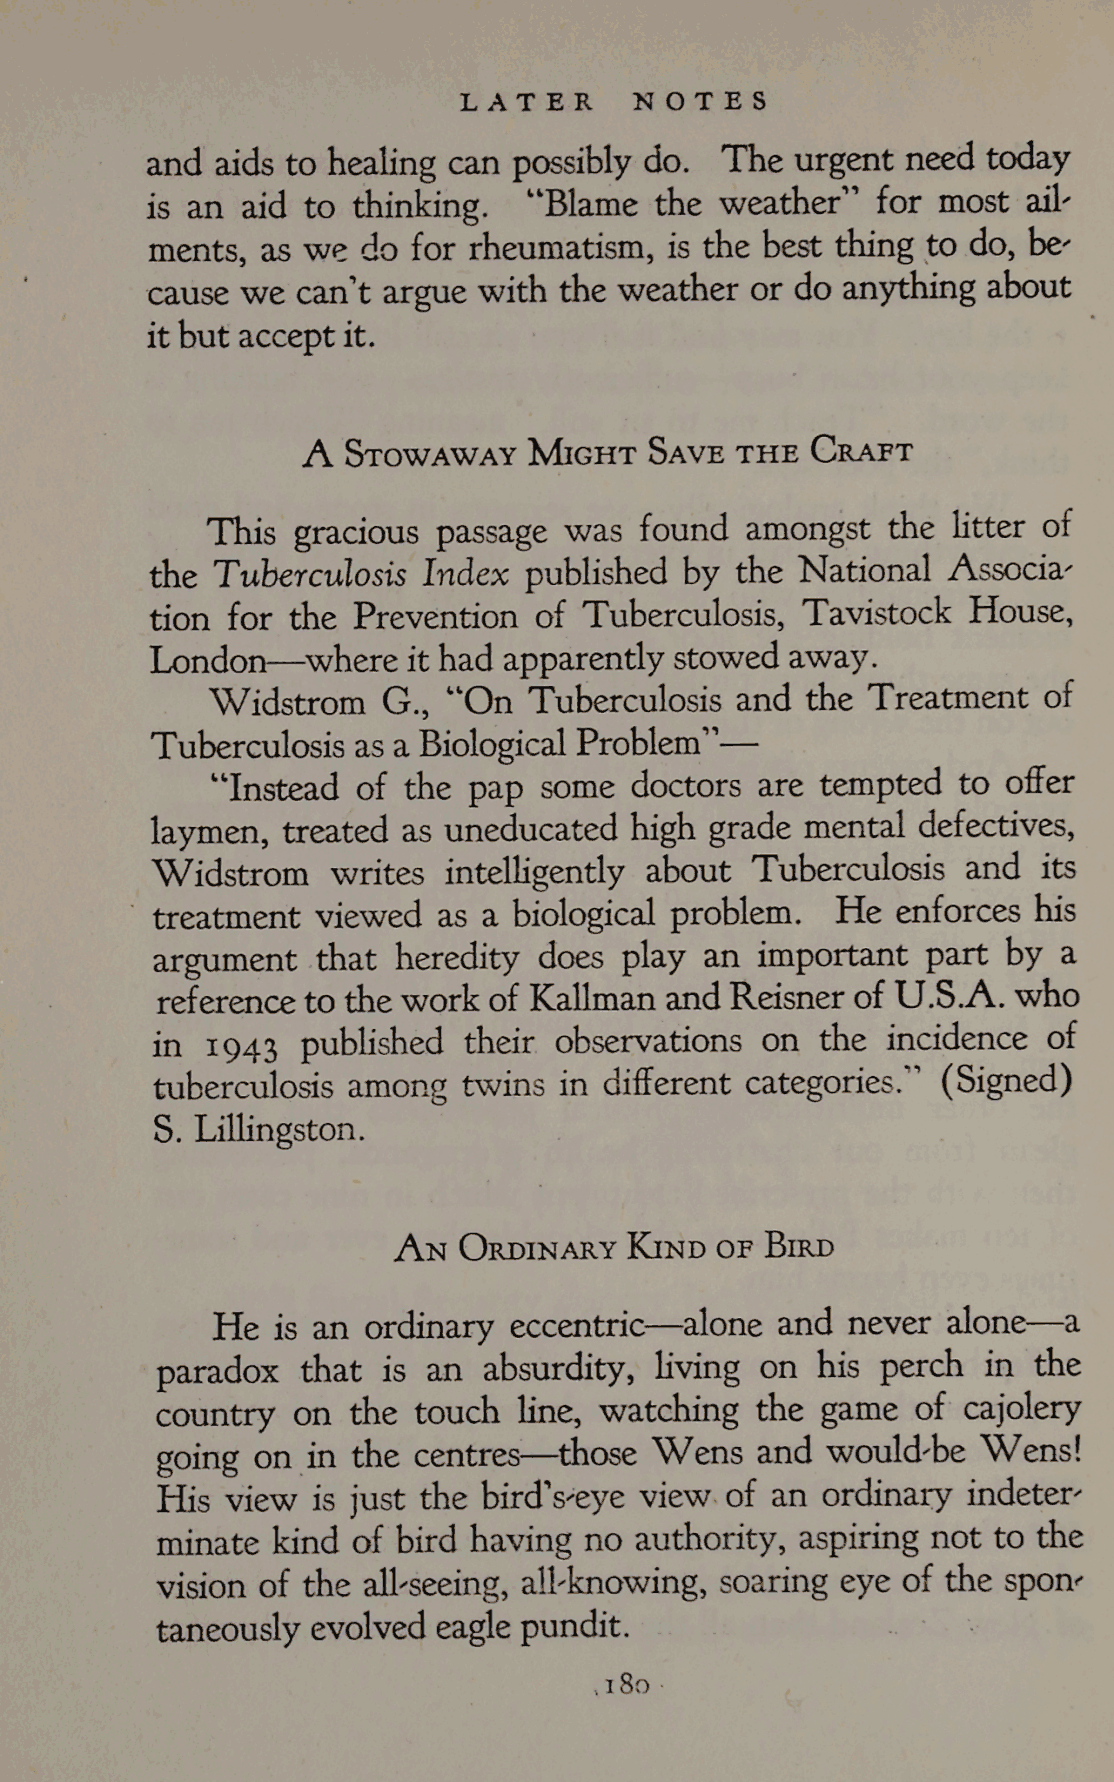 LATER NOTES
and aids to healing can possibly do. The urgent need today
is an aid to thinking. “Blame the weather” for most ail-
ments, as we do for rheumatism, is the best thing to do, be-
cause we can’t argue with the weather or do anything about
it but accept it.
A STOWAWAY MIGHT SAVE THE CRAFT
This gracious passage was found amongst the litter of
the Tuberculosis Index published by the National Associa-
tion for the Prevention of Tuberculosis, Tavistock House,
London—where it had apparently stowed away.
Widstrom G., “On Tuberculosis and the Treatment of
Tuberculosis as a Biological Problem”—
“Instead of the pap some doctors are tempted to offer
laymen, treated as uneducated high grade mental defectives,
Widstrom writes intelligently about Tuberculosis and its
treatment viewed as a biological problem. He enforces his
argument that heredity does play an important part by a
reference to the work of Kallman and Reisner of U.S.A. who
in 1943 published their observations on the incidence of
tuberculosis among twins in different categories.” (Signed)
S. Lillingston.
AN ORDINARY KIND OF BIRD
He is an ordinary eccentric—alone and never alone—a
paradox that is an absurdity, living on his perch in the
country on the touch line, watching the game of cajolery
going on in the centres—those Wens and would-be Wens!
His view is just the bird’s-eye view of an ordinary indeter-
minate kind of bird having no authority, aspiring not to the
vision of the all-seeing, all-knowing, soaring eye of the spon-
taneously evolved eagle pundit.
180